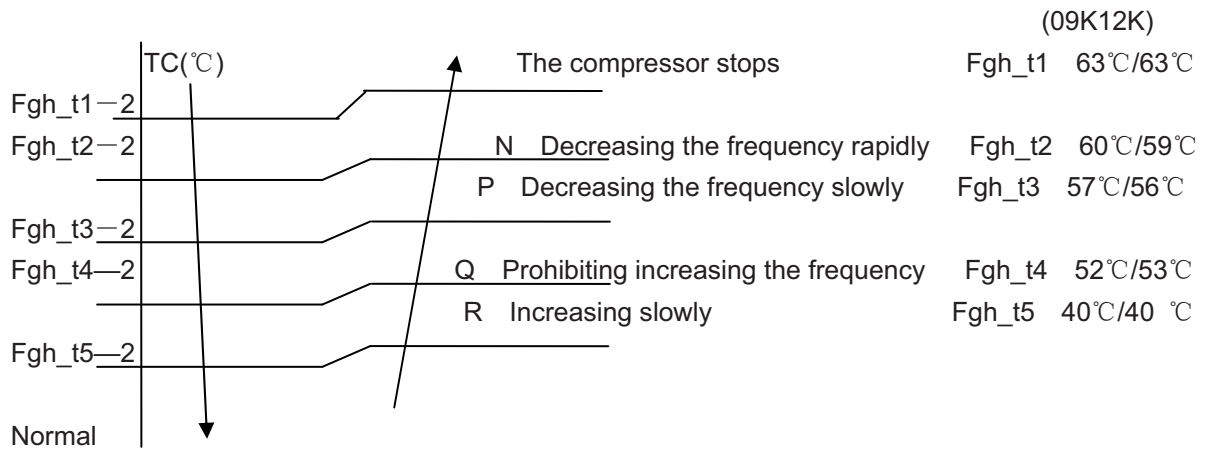 (09K12K)
TC(℃) The compressor stops Fgh_t1 63℃/63℃
Fgh_t1－2
Fgh_t2－2 N Decreasing the frequency rapidly Fgh_t2 60℃/59℃
P Decreasing the frequency slowly Fgh_t3 57℃/56℃
Fgh_t3－2
Fgh_t4—2 Q Prohibiting increasing the frequency Fgh_t4 52℃/53℃
R Increasing slowly Fgh_t5 40℃/40 ℃
Fgh_t5—2
Normal